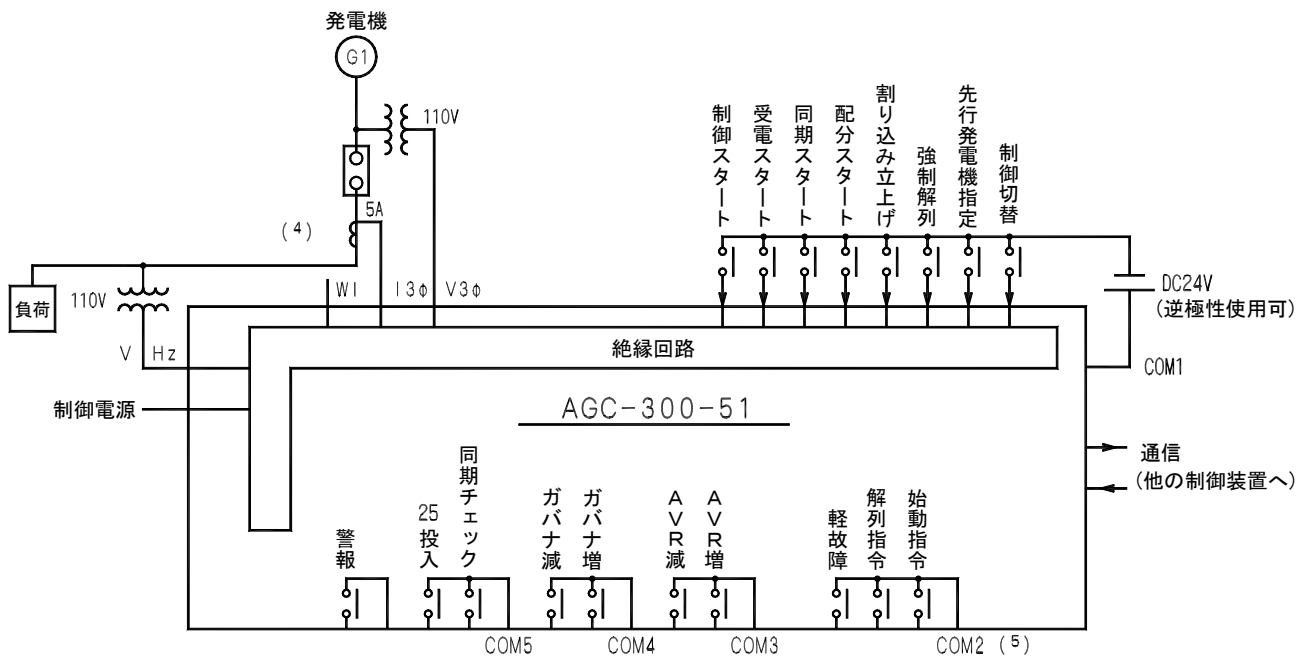 発電機
G1
110V
5A
(4)
制御スタート
受電スタート
同期スタート
配分スタート
割り込み立上げ
強制解列
先行発電機指定
制御切替
DC24V
(逆極性使用可)
負荷
110V
WI
I3φ
V3φ
V
Hz
絶縁回路
COM1
制御電源
AGC-300-51
通信
(他の制御装置へ)
警報
25投入
同期チェック
ガバナ減
ガバナ増
AVR減
AVR増
軽故障
解列指令
始動指令
COM5
COM4
COM3
COM2 (5)